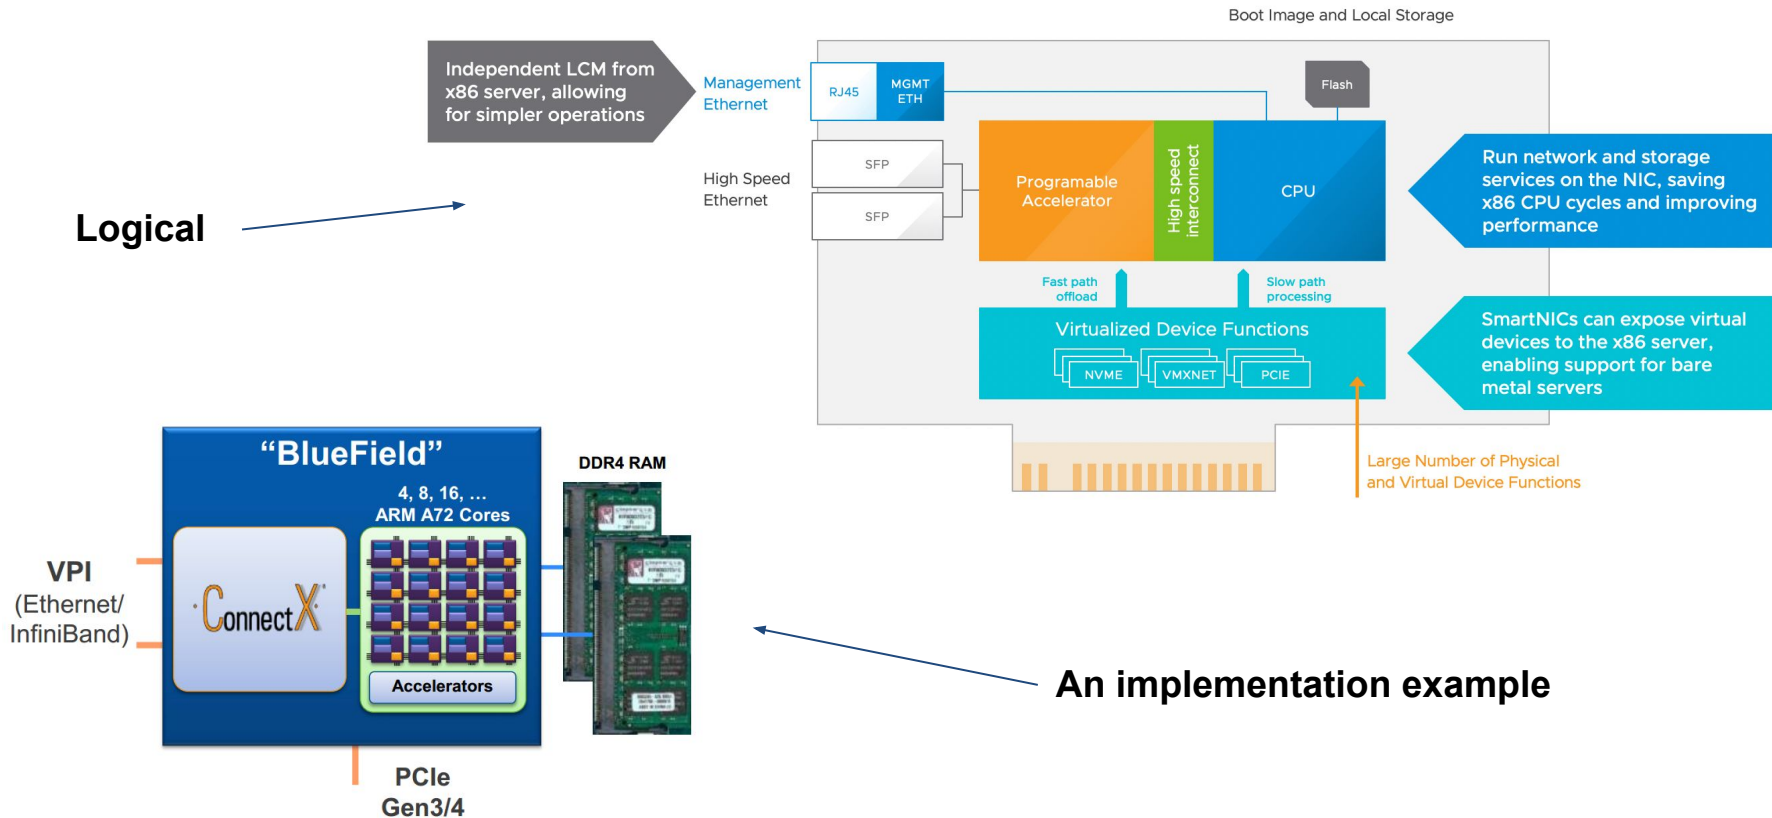 Boot Image and Local Storage
Independent LCM from
x86 server, allowing
for simpler operations
Management
Ethernet
RJ45
MGMT
ETH
Flash
High Speed
Ethernet
SFP
SFP
Programable
Accelerator
High speed
interconnect
CPU
Run network and storage
services on the NIC, saving
x86 CPU cycles and improving
performance
Logical
Fast path
offload
Slow path
processing
Virtualized Device Functions
NVME
VMXNET
PCIE
SmartNICs can expose virtual
devices to the x86 server,
enabling support for bare
metal servers
Large Number of Physical
and Virtual Device Functions
“BlueField”
4, 8, 16, ...
ARM A72 Cores
DDR4 RAM
VPI
(Ethernet/
InfiniBand)
ConnectX
Accelerators
PCIe
Gen3/4
An implementation example